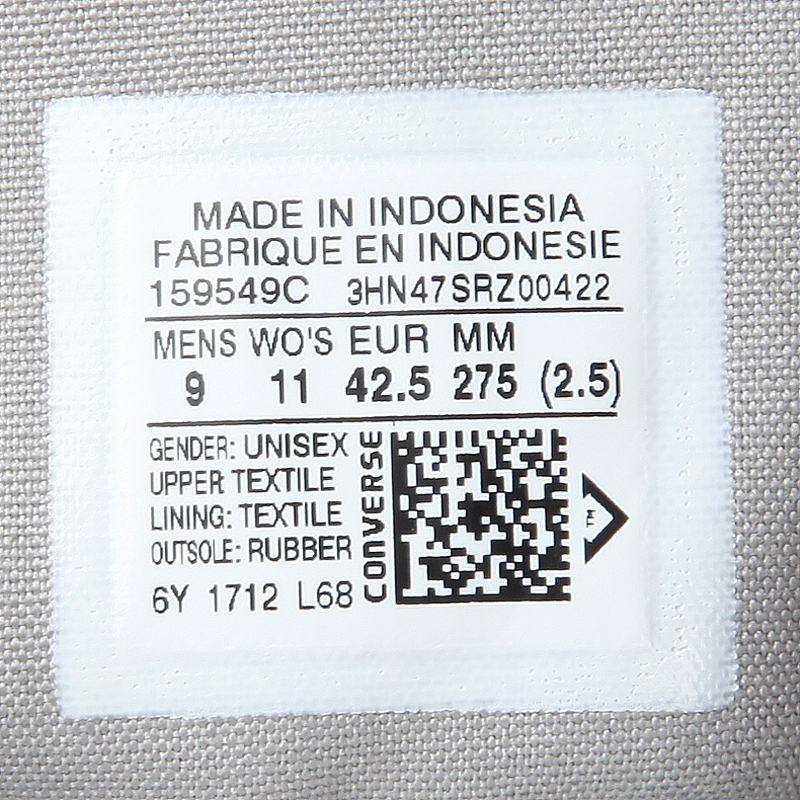 MADE IN INDONESIA
FABRIQUE EN INDONESIE
159549C 3HN47SRZ00422
MENS WO'S EUR MM
9 11 42.5 275 (2.5)
GENDER: UNISEX
UPPER: TEXTILE
LINING: TEXTILE
OUTSOLE: RUBBER
6Y 1712 L68
CONVERSE
TM